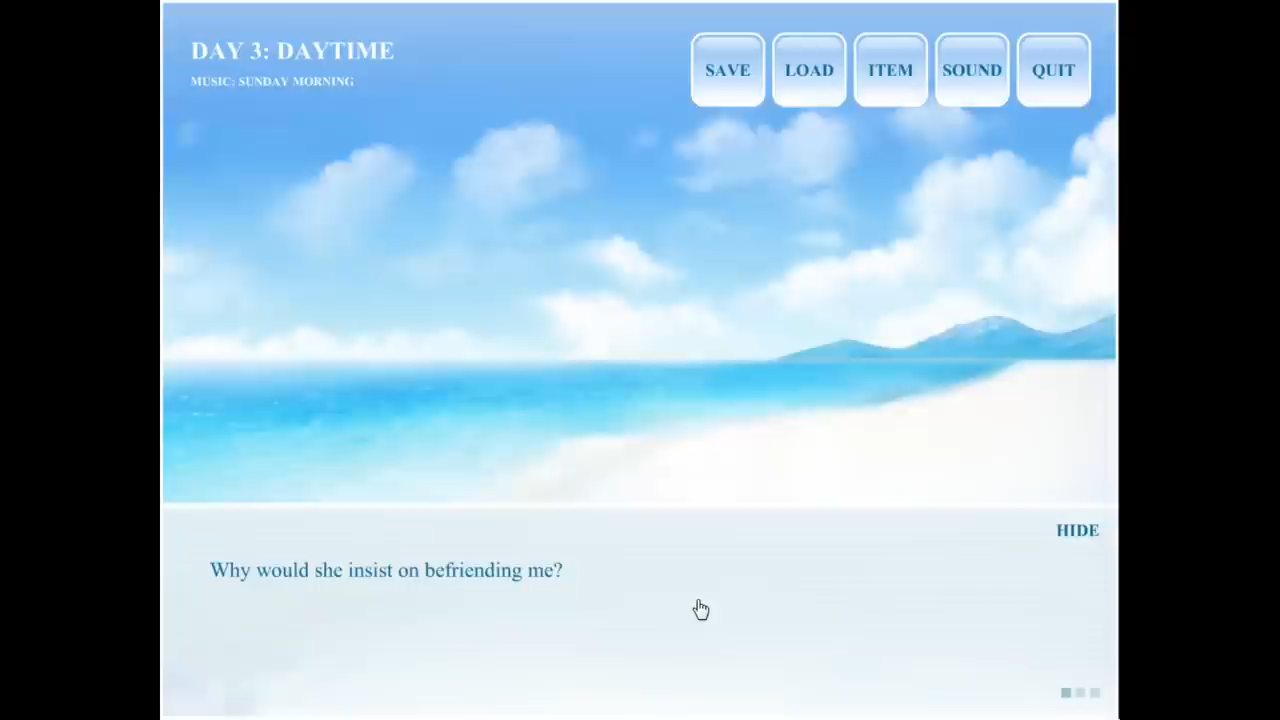 DAY 3: DAYTIME
MUSIC: SUNDAY MORNING
SAVE
LOAD
ITEM
SOUND
QUIT
HIDE
Why would she insist on befriending me?